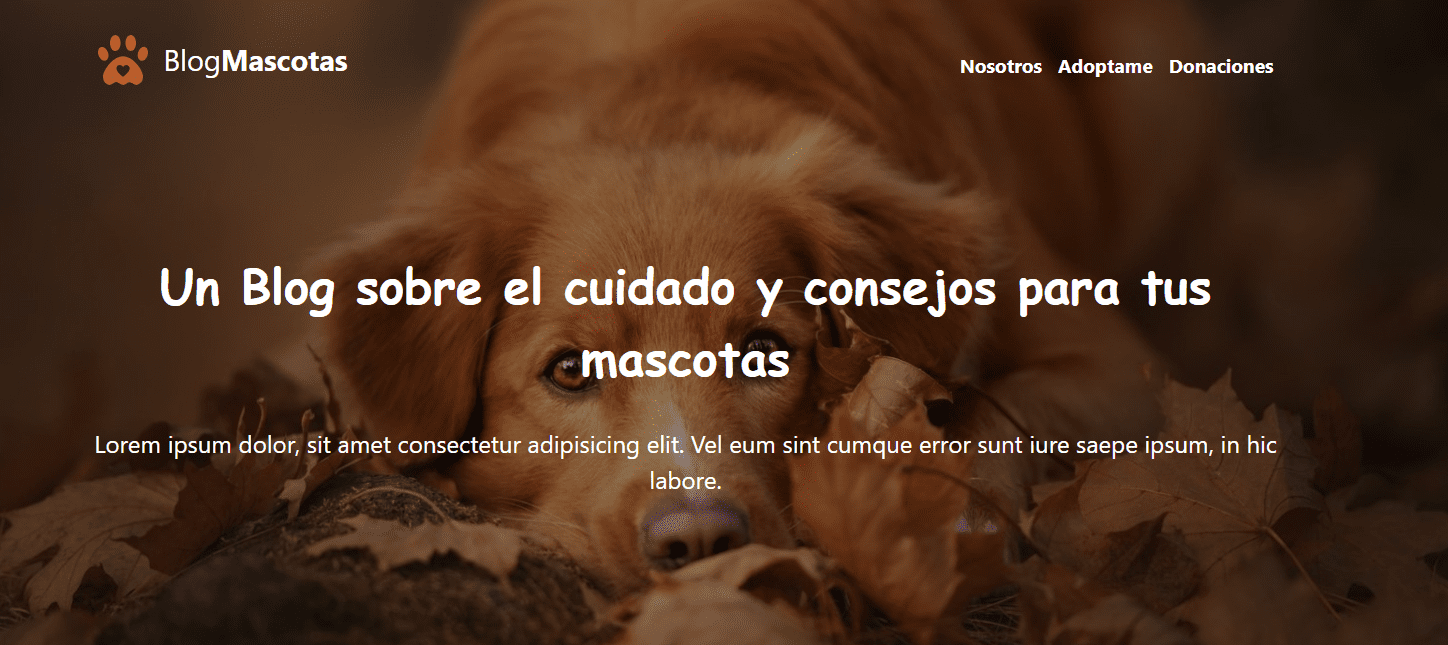 BlogMascotas
Nosotros Adoptame Donaciones
Un Blog sobre el cuidado y consejos para tus
mascotas
Lorem ipsum dolor, sit amet consectetur adipisicing elit. Vel eum sint cumque error sunt iure saepe ipsum, in hic
labore.